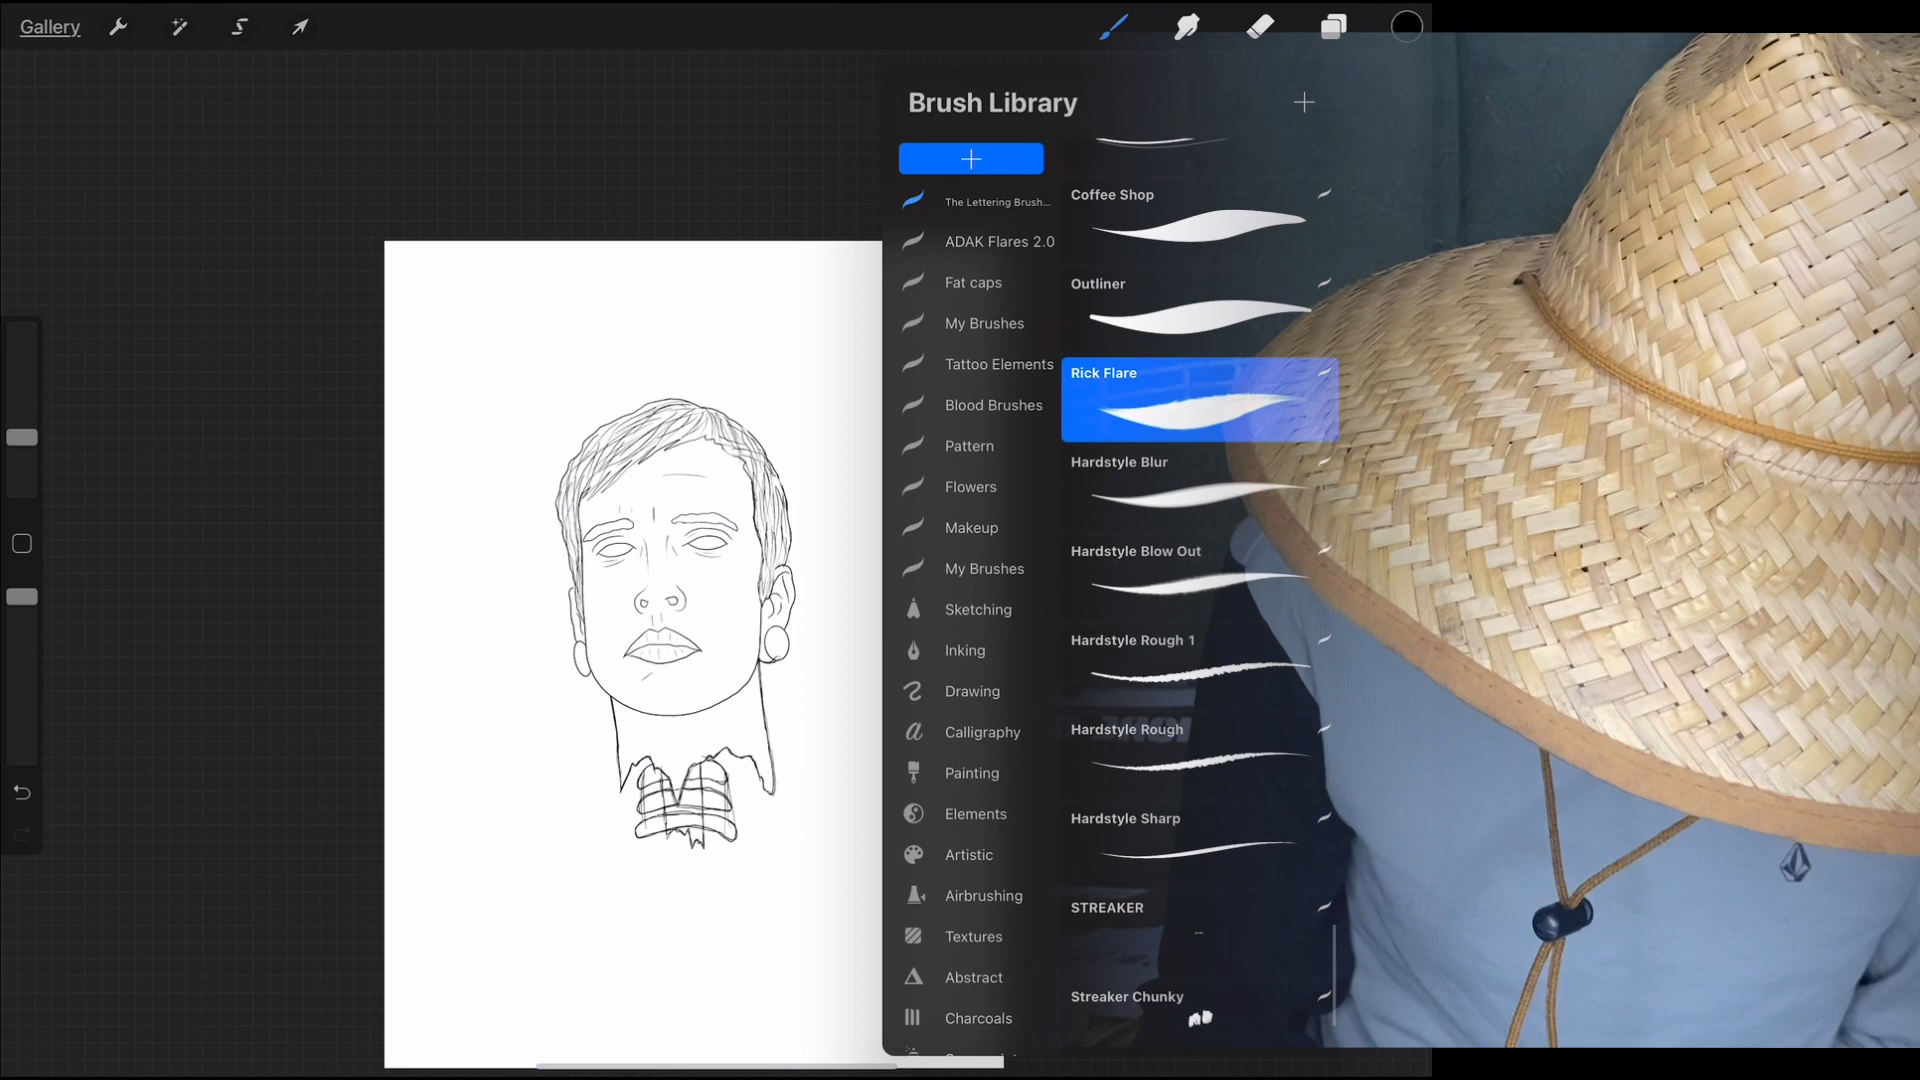 Gallery
Brush Library
The Lettering Brush...
ADAK Flares 2.0
Fat caps
My Brushes
Tattoo Elements
Blood Brushes
Pattern
Flowers
Makeup
My Brushes
Sketching
Inking
Drawing
Calligraphy
Painting
Elements
Artistic
Airbrushing
Textures
Abstract
Charcoals
Coffee Shop
Outliner
Rick Flare
Hardstyle Blur
Hardstyle Blow Out
Hardstyle Rough 1
Hardstyle Rough
Hardstyle Sharp
STREAKER
Streaker Chunky